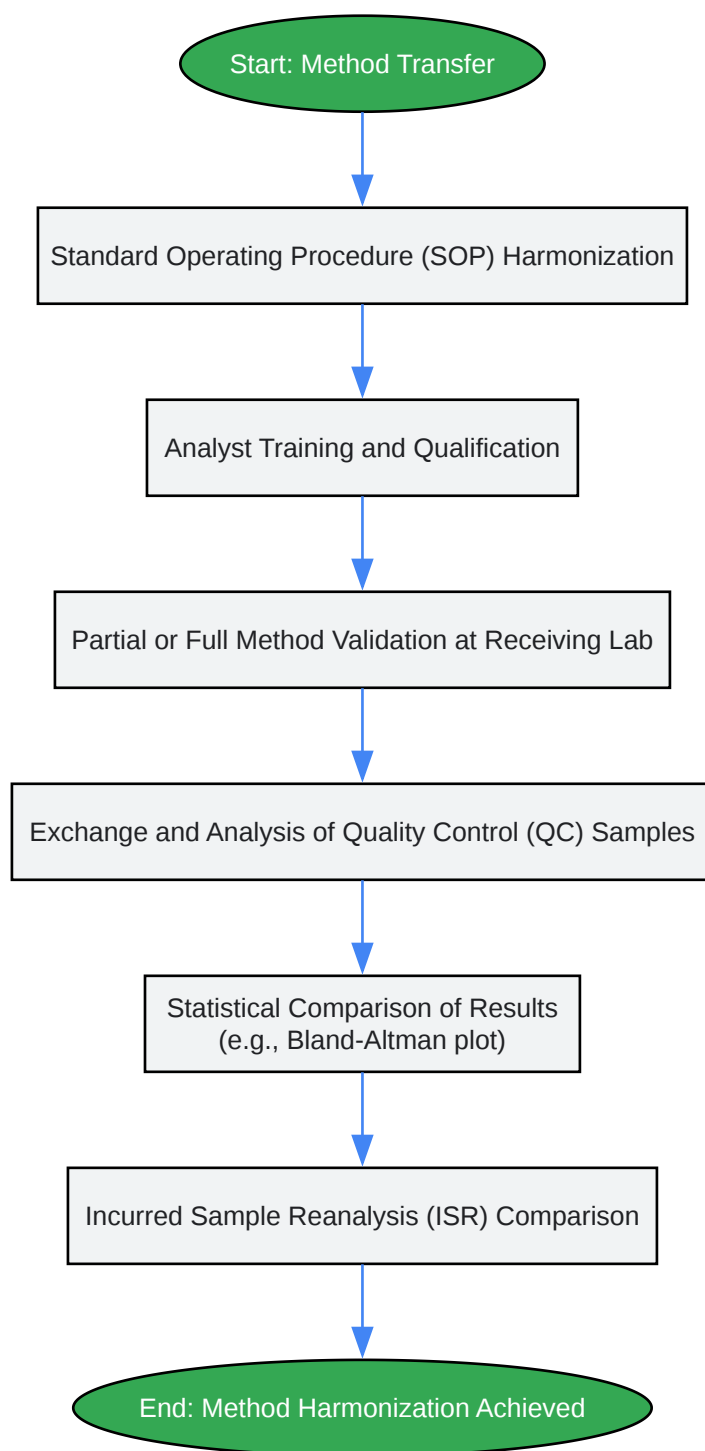 Start: Method Transfer
Standard Operating Procedure (SOP) Harmonization
Analyst Training and Qualification
Partial or Full Method Validation at Receiving Lab
Exchange and Analysis of Quality Control (QC) Samples
Statistical Comparison of Results
(e.g., Bland-Altman plot)
Incurred Sample Reanalysis (ISR) Comparison
End: Method Harmonization Achieved